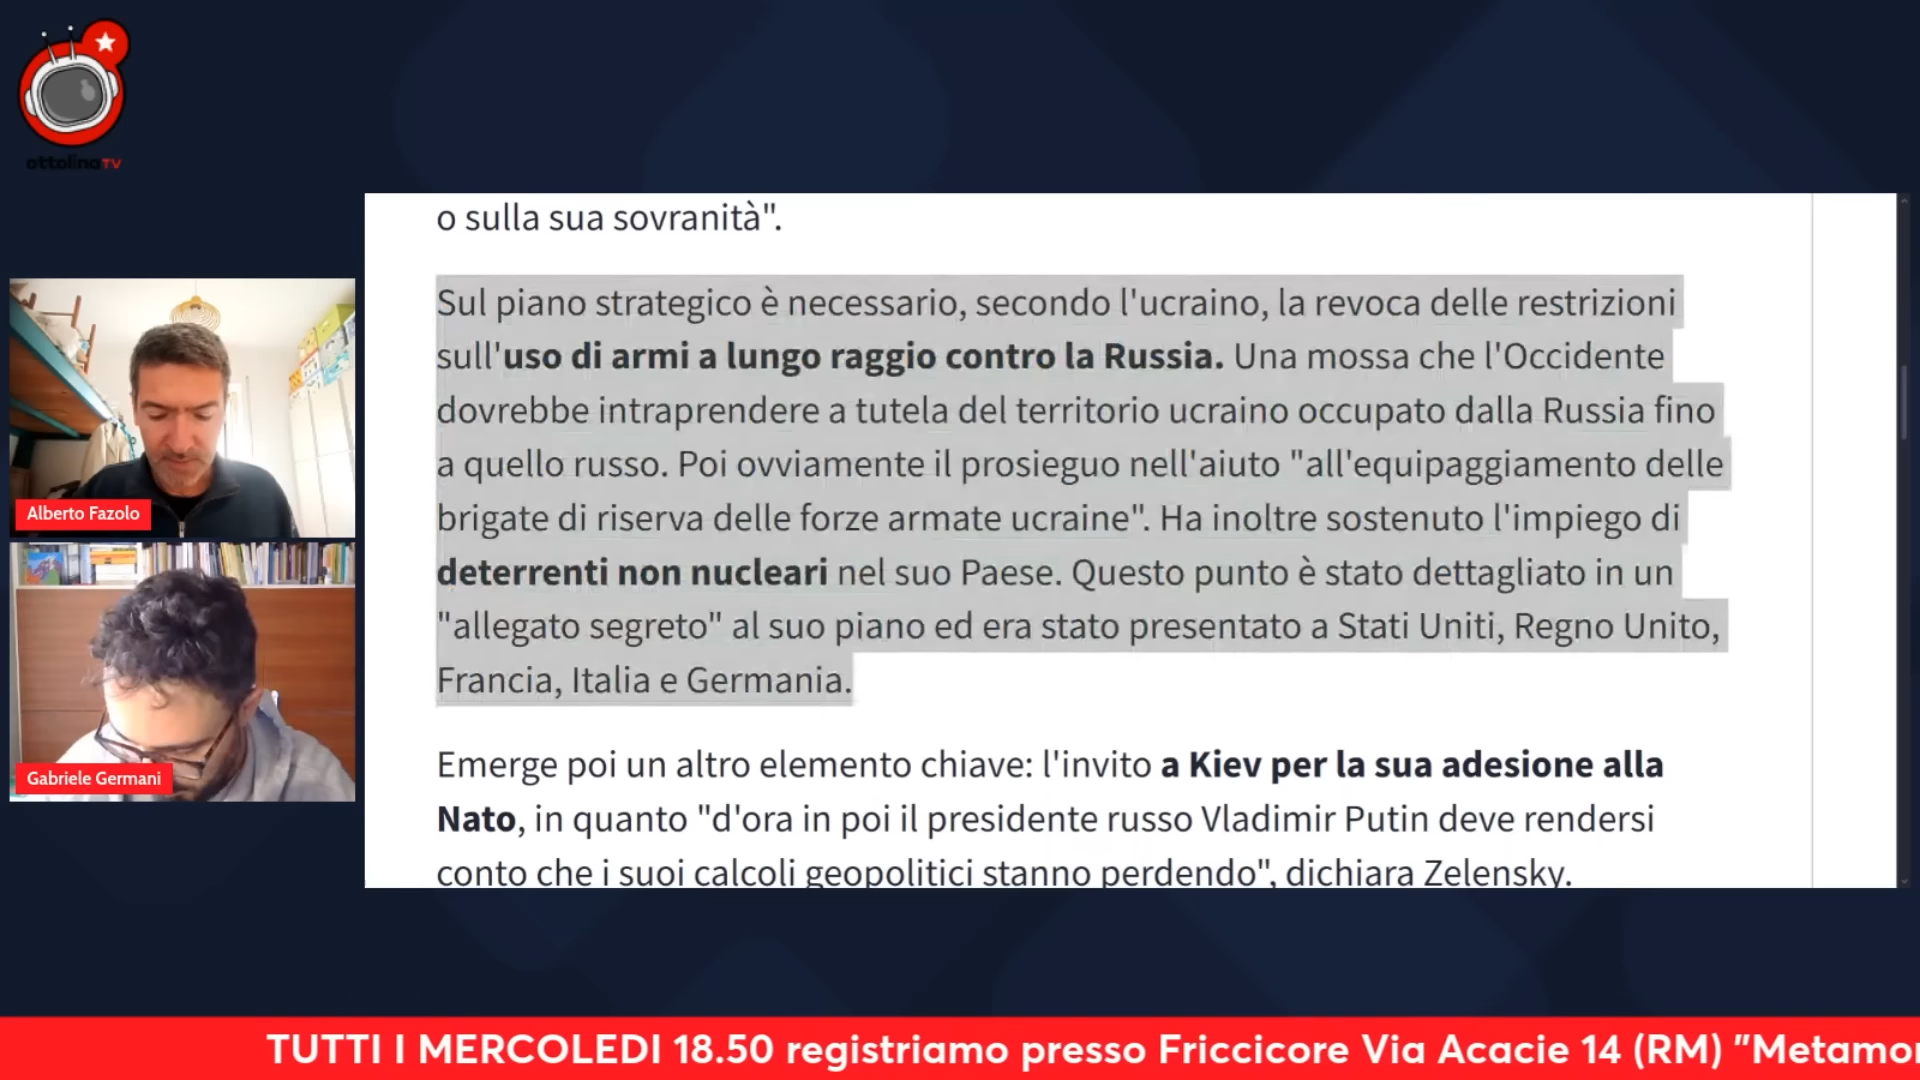 ottolinaTV
o sulla sua sovranità".
Sul piano strategico è necessario, secondo l'ucraino, la revoca delle restrizioni
sull'uso di armi a lungo raggio contro la Russia. Una mossa che l'Occidente
dovrebbe intraprendere a tutela del territorio ucraino occupato dalla Russia fino
a quello russo. Poi ovviamente il prosieguo nell'aiuto "all'equipaggiamento delle
brigate di riserva delle forze armate ucraine". Ha inoltre sostenuto l'impiego di
deterrenti non nucleari nel suo Paese. Questo punto è stato dettagliato in un
"allegato segreto" al suo piano ed era stato presentato a Stati Uniti, Regno Unito,
Francia, Italia e Germania.
Emerge poi un altro elemento chiave: l'invito a Kiev per la sua adesione alla
Nato, in quanto "d'ora in poi il presidente russo Vladimir Putin deve rendersi
conto che i suoi calcoli geopolitici stanno perdendo", dichiara Zelensky.
Alberto Fazolo
Gabriele Germani
TUTTI I MERCOLEDI 18.50 registriamo presso Friccicore Via Acacie 14 (RM) "Metamor